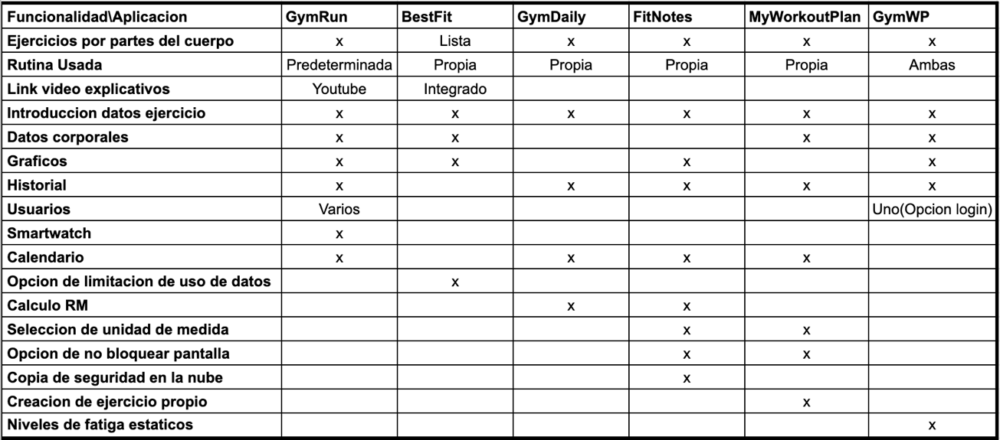 Funcionalidad\Aplicacion GymRun BestFit GymDaily FitNotes MyWorkoutPlan GymWP
Ejercicios por partes del cuerpo x Lista x x x x
Rutina Usada Predeterminada Propia Propia Propia Propia Ambas
Link video explicativos Youtube Integrado
Introduccion datos ejercicio x x x x x x
Datos corporales x x x x
Graficos x x x x
Historial x x x x x
Usuarios Varios Uno(Opcion login)
Smartwatch x
Calendario x x x x
Opcion de limitacion de uso de datos x
Calculo RM x x
Seleccion de unidad de medida x x
Opcion de no bloquear pantalla x x
Copia de seguridad en la nube x
Creacion de ejercicio propio x
Niveles de fatiga estaticos x